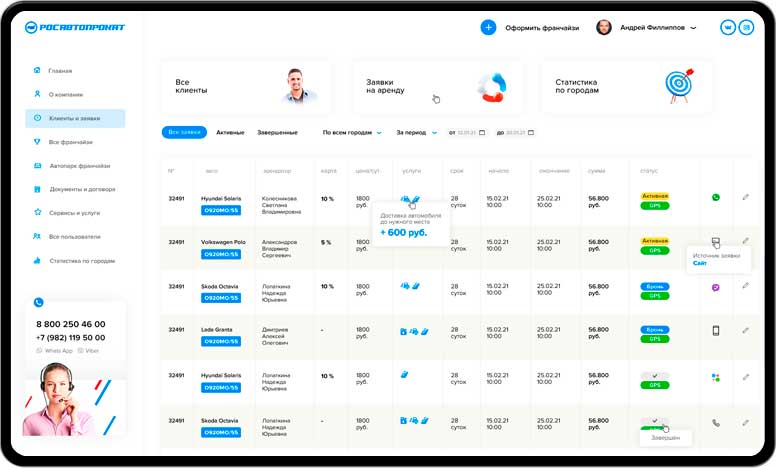 РОСАВТОПРОКАТ
+ Оформить франчайзи
Андрей Филлиппов
Главная
О компании
Клиенты и заявки
Все франчайзи
Автопарк франчайзи
Документы и договора
Сервисы и услуги
Все пользователи
Статистика по городам
8 800 250 46 00
+7 (982) 119 50 00
Whats App Viber
Все
клиенты
Заявки
на аренду
Статистика
по городам
Все заявки Активные Завершенные По всем городам За период от 12.01.21 до 20.01.21
N° авто арендатор карта цена/сут. услуги срок начало окончание сумма статус
32491 Hyundai Solaris Колесникова 10 % 1800 28 15.02.21 25.02.21 56.800 Активная
О920МО/55 Светлана руб. суток 10:00 10:00 руб. GPS
Владимировна
Доставка автомобиля
до нужного места
+ 600 руб.
32491 Volkswagen Polo Александров 5 % 1800 28 15.02.21 25.02.21 56.800 Активная
О920МО/55 Владимир руб. суток 10:00 10:00 руб. GPS
Сергеевич
Источник заявки
Сайт
32491 Skoda Octavia Лопаткина 10 % 1800 28 15.02.21 25.02.21 56.800 Бронь
О920МО/55 Надежда руб. суток 10:00 10:00 руб. GPS
Юрьевна
32491 Lada Granta Дмитриев - 1800 28 15.02.21 25.02.21 56.800 Бронь
О920МО/55 Алексей руб. суток 10:00 10:00 руб. GPS
Олегович
32491 Hyundai Solaris Лопаткина 10 % 1800 28 15.02.21 25.02.21 56.800
О920МО/55 Надежда руб. суток 10:00 10:00 руб. GPS
Юрьевна
32491 Skoda Octavia Лопаткина - 1800 28 15.02.21 25.02.21 56.800
О920МО/55 Надежда руб. суток 10:00 10:00 руб.
Юрьевна
Завершён